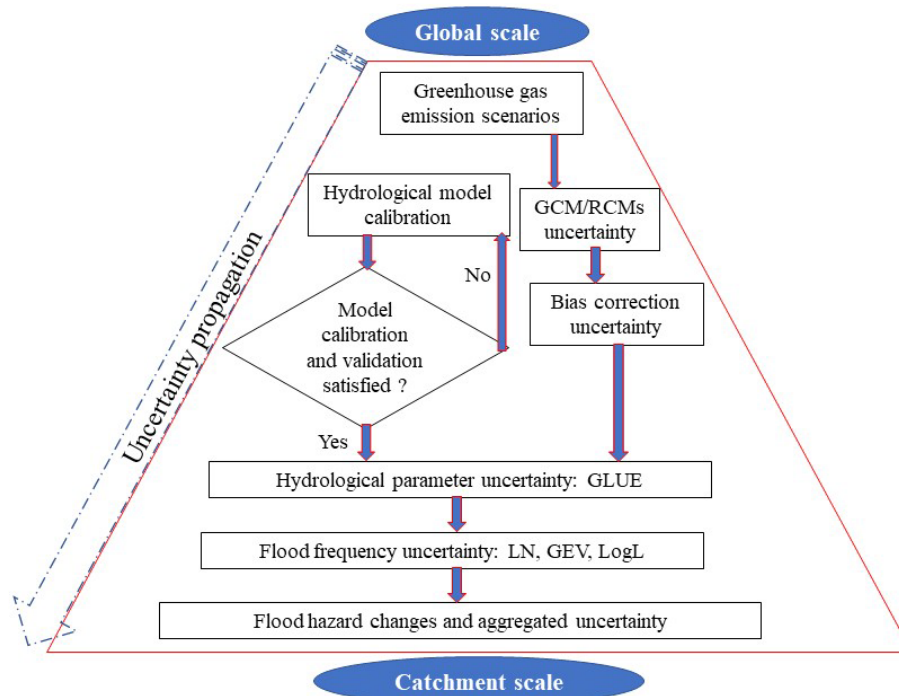 Global scale
Greenhouse gas
emission scenarios
Hydrological model
calibration
GCM/RCMs
uncertainty
No
Bias correction
uncertainty
Model
calibration
and validation
satisfied ?
Uncertainty propagation
Yes
Hydrological parameter uncertainty: GLUE
Flood frequency uncertainty: LN, GEV, LogL
Flood hazard changes and aggregated uncertainty
Catchment scale